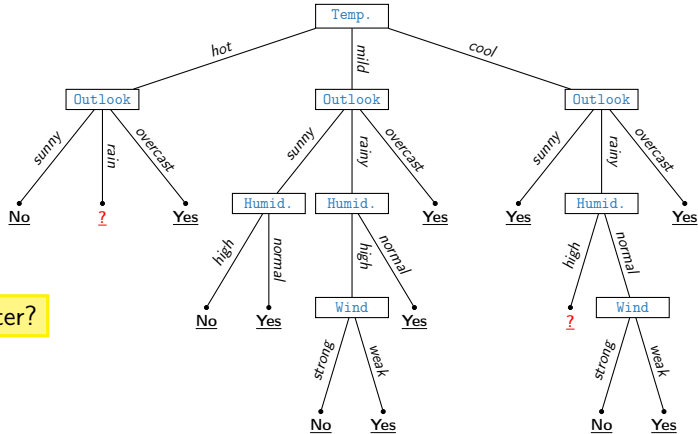 Temp.
hot mild cool
Outlook Outlook Outlook
sunny rain overcast sunny rainy overcast sunny rainy overcast
No ? Yes Humid. Humid. Yes Yes Humid. Yes
high normal high normal high normal
ter? No Yes Wind Yes ? Wind
strong weak strong weak
No Yes No Yes